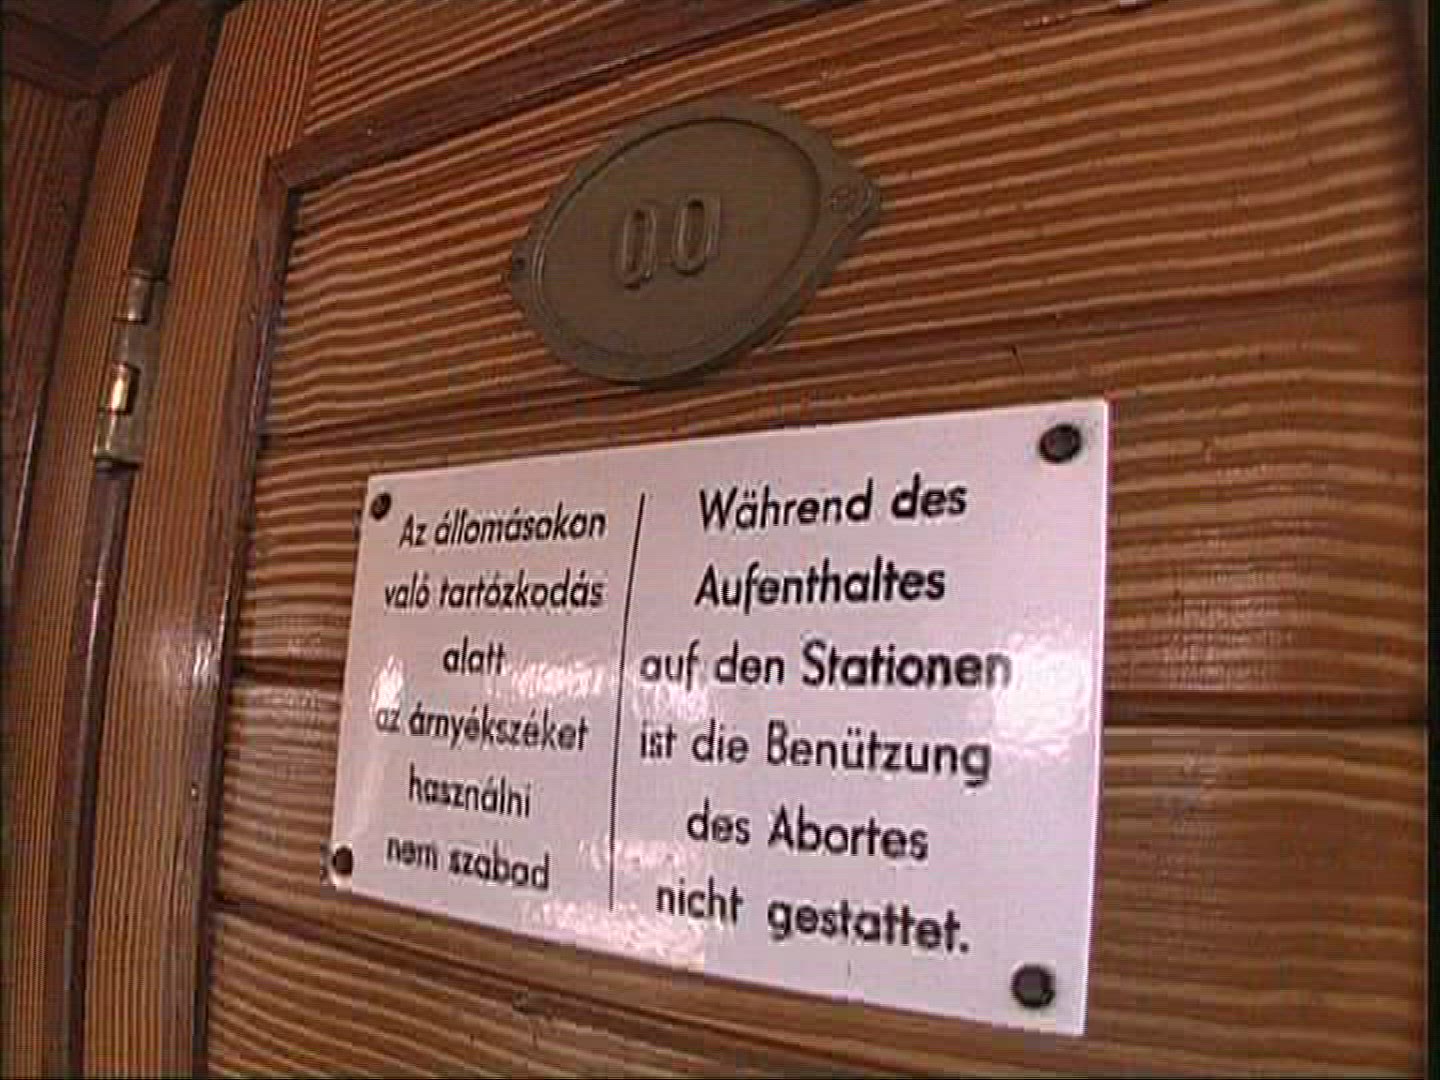 00
Az állomásokon
való tartózkodás
alatt
az árnyékszéket
használni
nem szabad
Während des
Aufenthaltes
auf den Stationen
ist die Benützung
des Abortes
nicht gestattet.